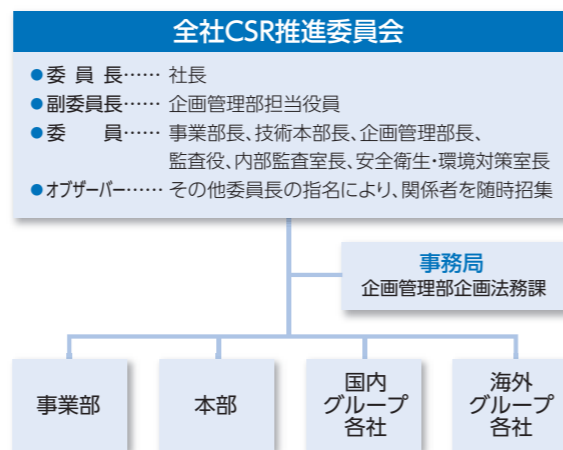 全社CSR推進委員会
●委員長…… 社長
●副委員長…… 企画管理部担当役員
●委　員…… 事業部長、技術本部長、企画管理部長、
監査役、内部監査室長、安全衛生・環境対策室長
●オブザーバー…… その他委員長の指名により、関係者を随時招集
事務局
企画管理部企画法務課
事業部
本部
国内
グループ
各社
海外
グループ
各社